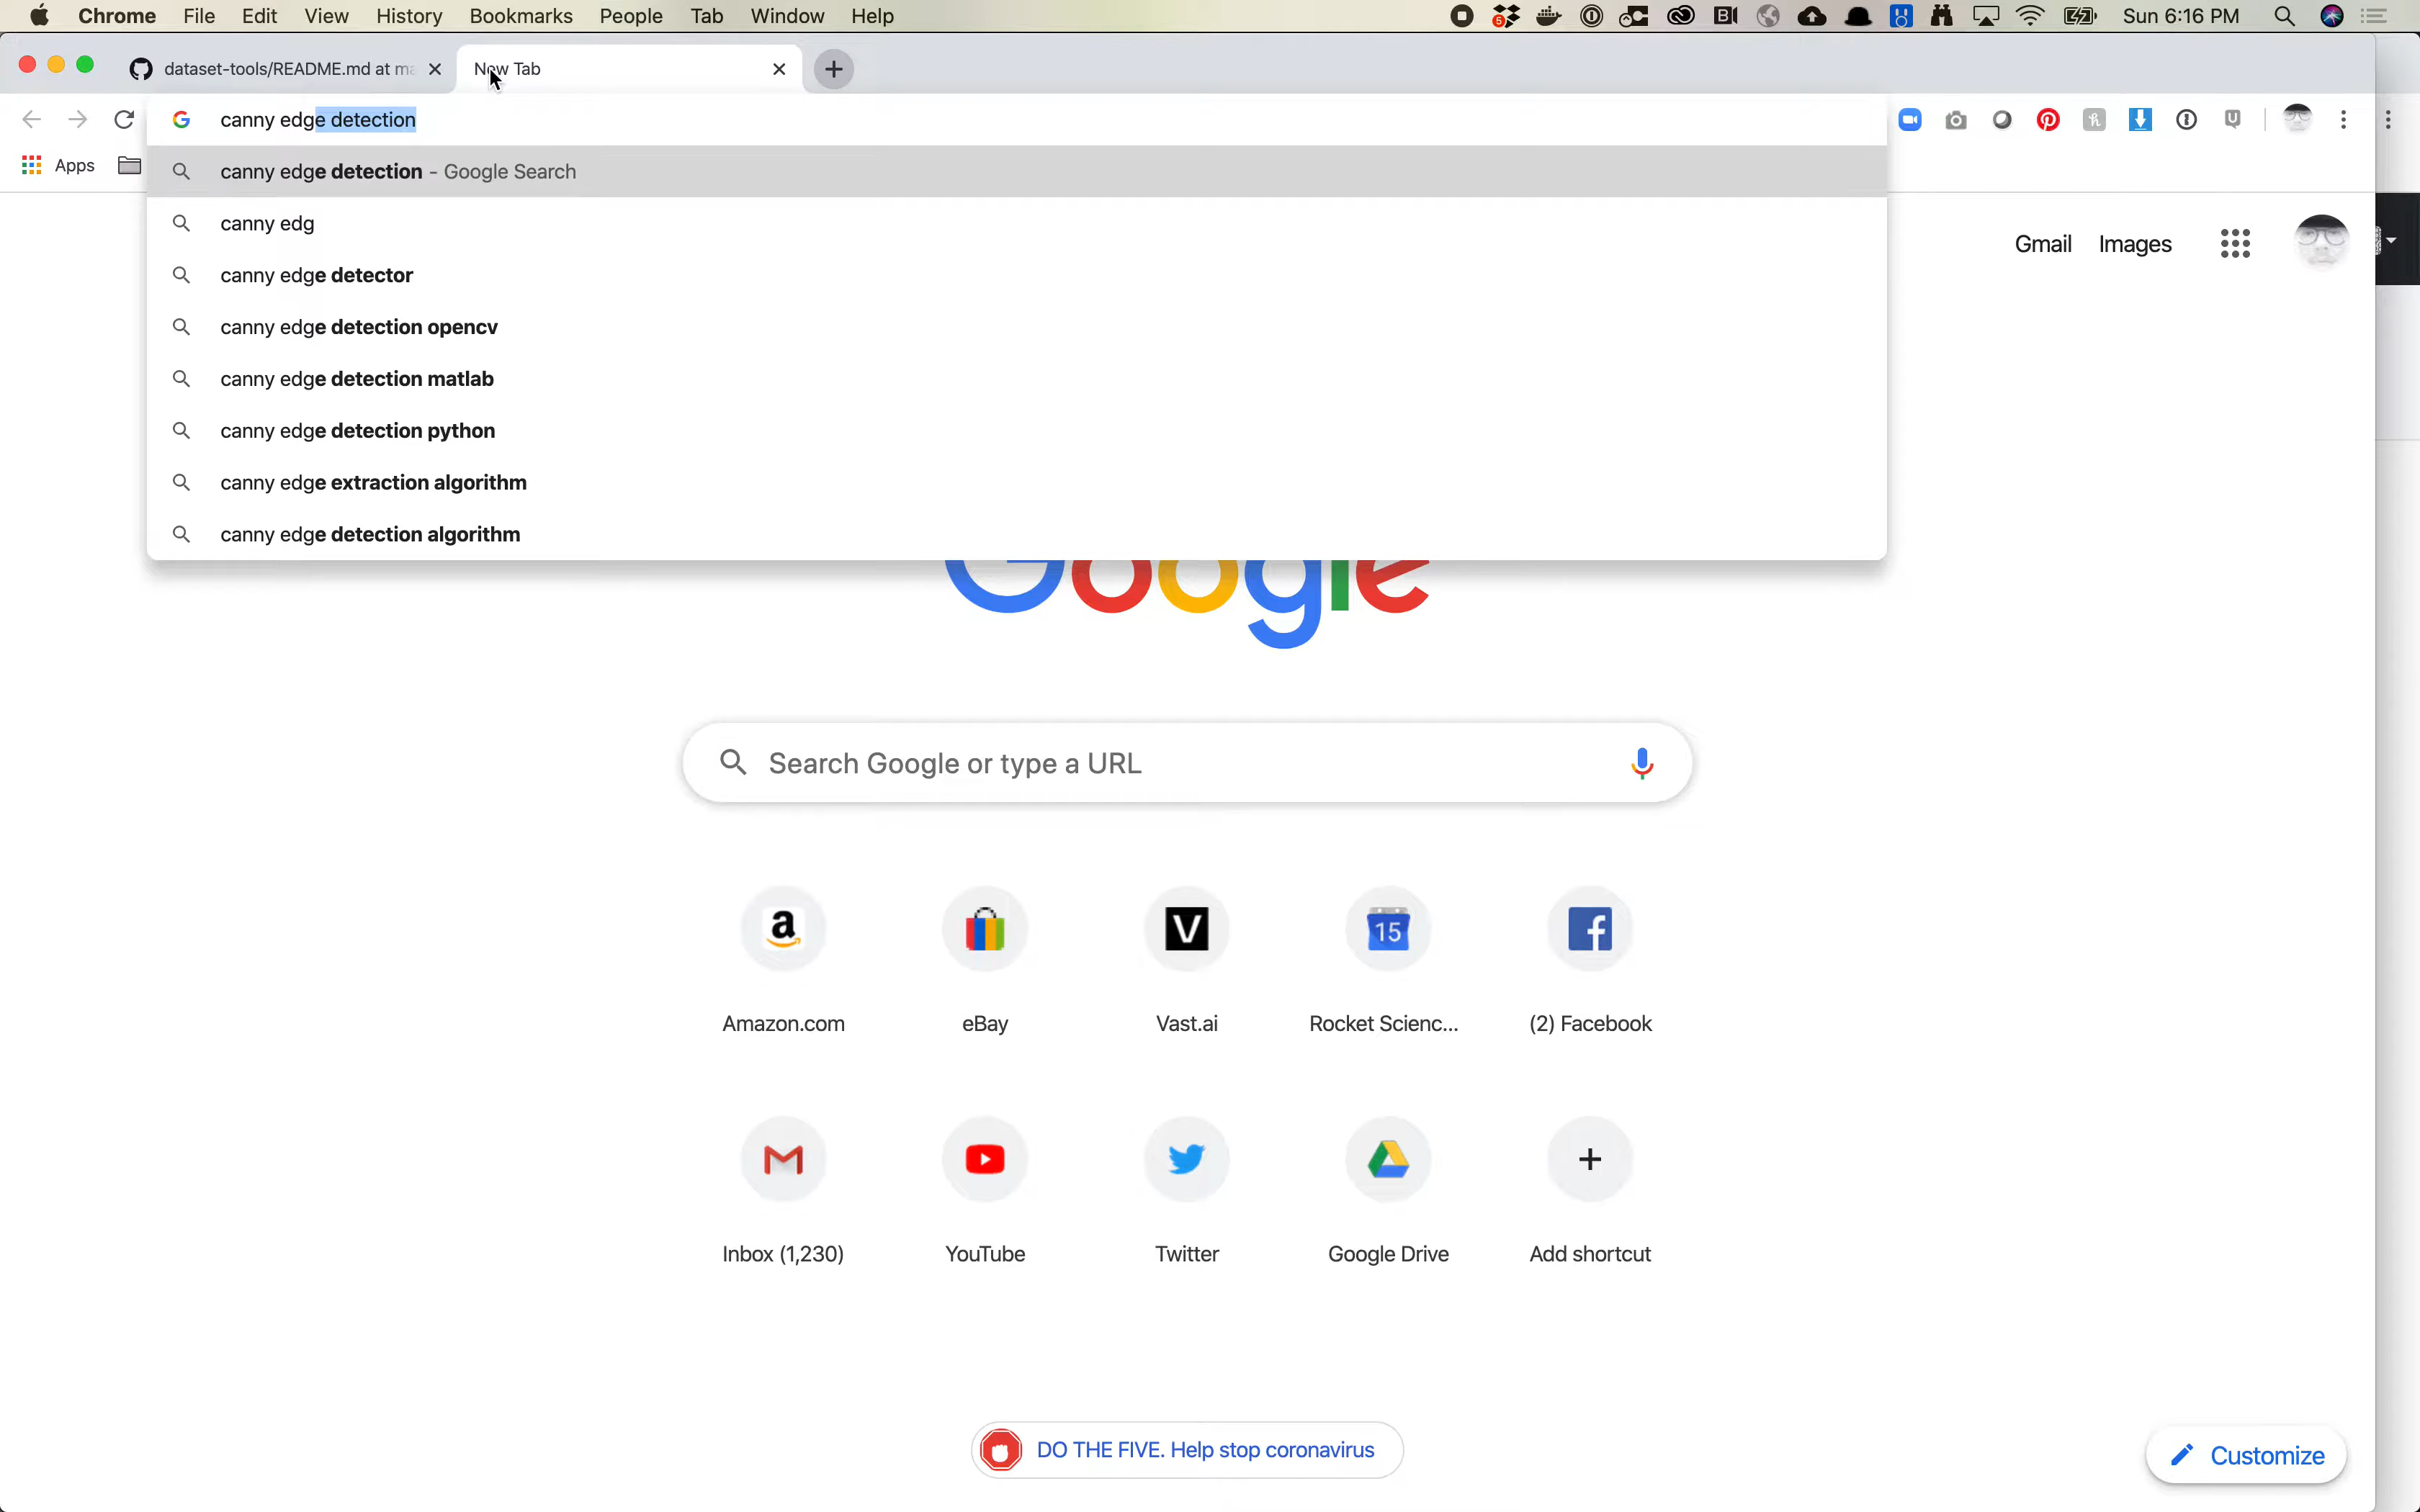 Chrome File Edit View History Bookmarks People Tab Window Help Sun 6:16 PM
dataset-tools/README.md at ma New Tab
canny edge detection
Apps
canny edge detection - Google Search
canny edg
canny edge detector
canny edge detection opencv
canny edge detection matlab
canny edge detection python
canny edge extraction algorithm
canny edge detection algorithm
Gmail Images
Google
Search Google or type a URL
15
Amazon.com eBay Vast.ai Rocket Scienc... (2) Facebook
Inbox (1,230) YouTube Twitter Google Drive Add shortcut
DO THE FIVE. Help stop coronavirus
Customize